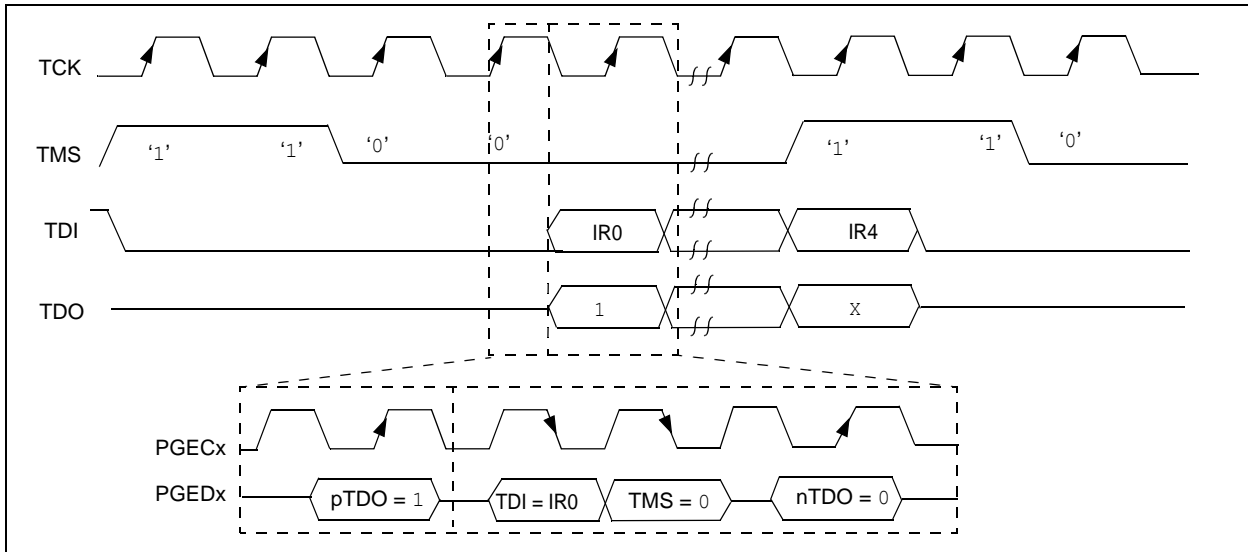 TCK
TMS ‘1’ ‘1’ ‘0’ ‘0’ ‘1’ ‘1’ ‘0’
TDI IR0 IR4
TDO 1 X
PGECx
PGEDx pTDO = 1 TDI = IR0 TMS = 0 nTDO = 0